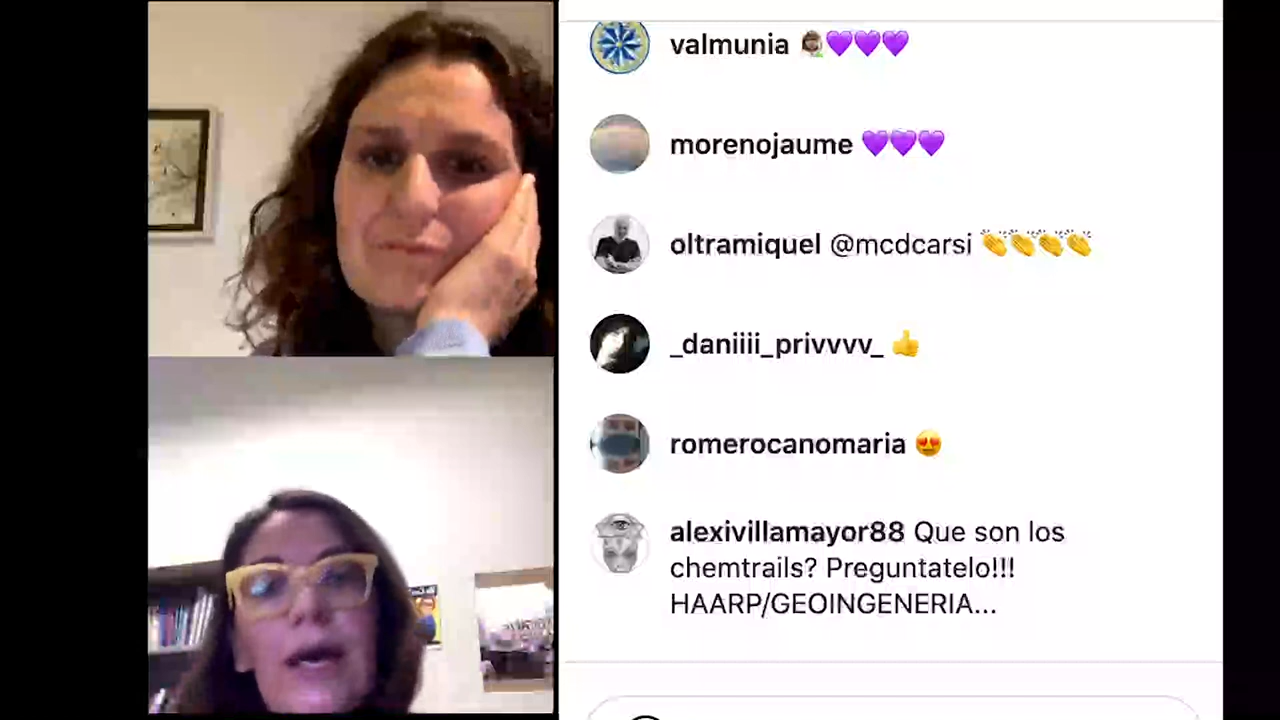 valmunia 👩🏽‍🌾💜💜💜
morenojaume 💜💜💜
oltramiquel @mcdcarsi 👏👏👏👏
_daniiii_privvvv_ 👍
romerocanomaria 😍
alexivillamayor88 Que son los
chemtrails? Preguntatelo!!!
HAARP/GEOINGENERIA...